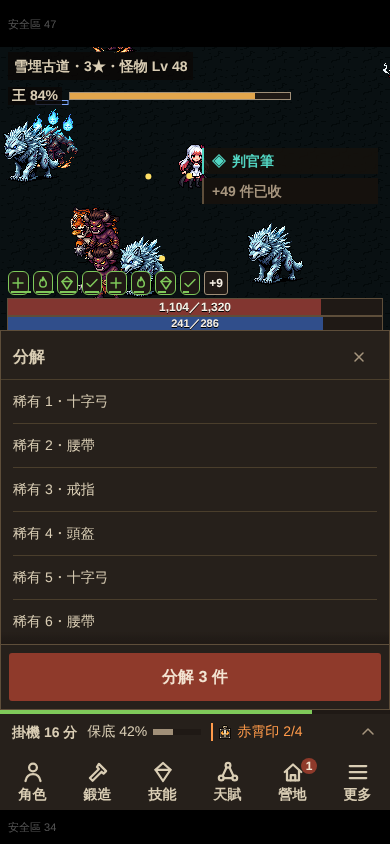 安全區 47
雪埋古道・3★・怪物 Lv 48
王 84%
判官筆
+49 件已收
+9
1,104／1,320
241／286
分解
稀有 1・十字弓
稀有 2・腰帶
稀有 3・戒指
稀有 4・頭盔
稀有 5・十字弓
稀有 6・腰帶
分解 3 件
掛機 16 分 保底 42% 赤霄印 2/4
1
角色 鍛造 技能 天賦 營地 更多
安全區 34